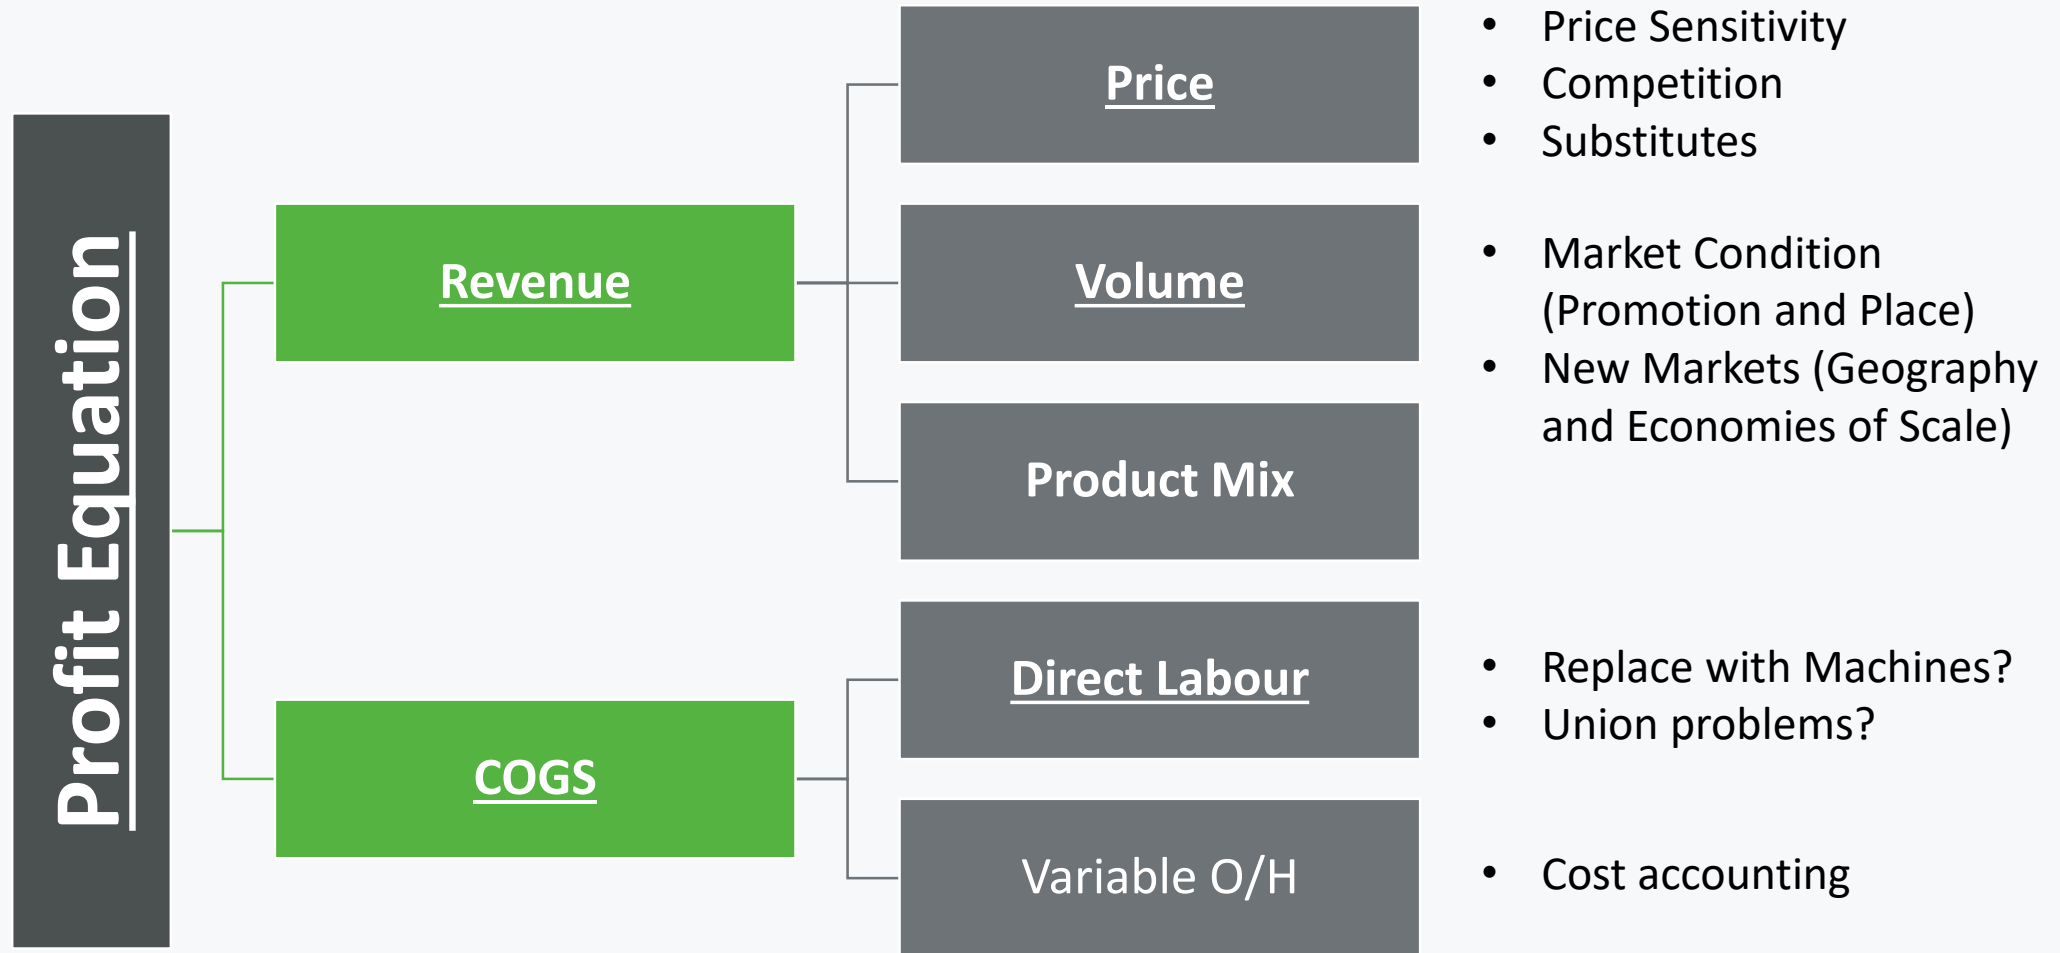 Profit Equation
Revenue
COGS
Price
Volume
Product Mix
Direct Labour
Variable O/H
• Price Sensitivity
• Competition
• Substitutes
• Market Condition
(Promotion and Place)
• New Markets (Geography
and Economies of Scale)
• Replace with Machines?
• Union problems?
• Cost accounting